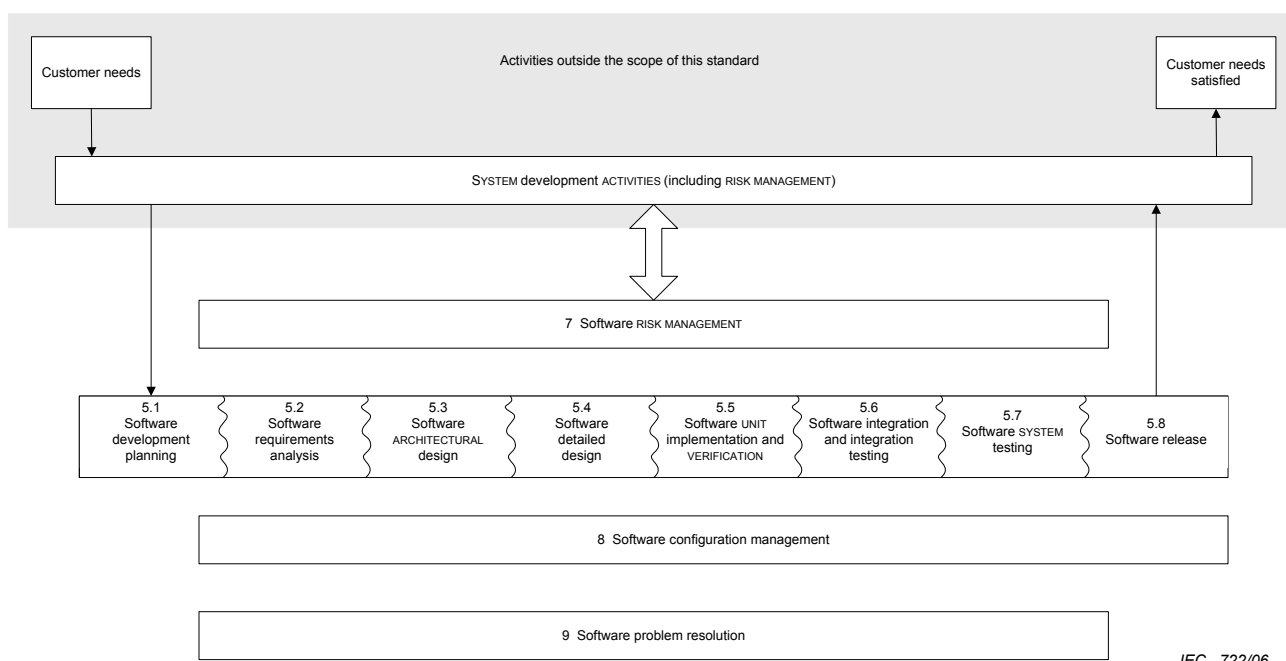 Activities outside the scope of this standard
Customer needs
Customer needs
satisfied
SYSTEM development ACTIVITIES (including RISK MANAGEMENT)
7 Software RISK MANAGEMENT
5.1
Software
development
planning
5.2
Software
requirements
analysis
5.3
Software
ARCHITECTURAL
design
5.4
Software
detailed
design
5.5
Software UNIT
implementation and
VERIFICATION
5.6
Software integration
and integration
testing
5.7
Software SYSTEM
testing
5.8
Software release
8 Software configuration management
9 Software problem resolution
IEC 722/06